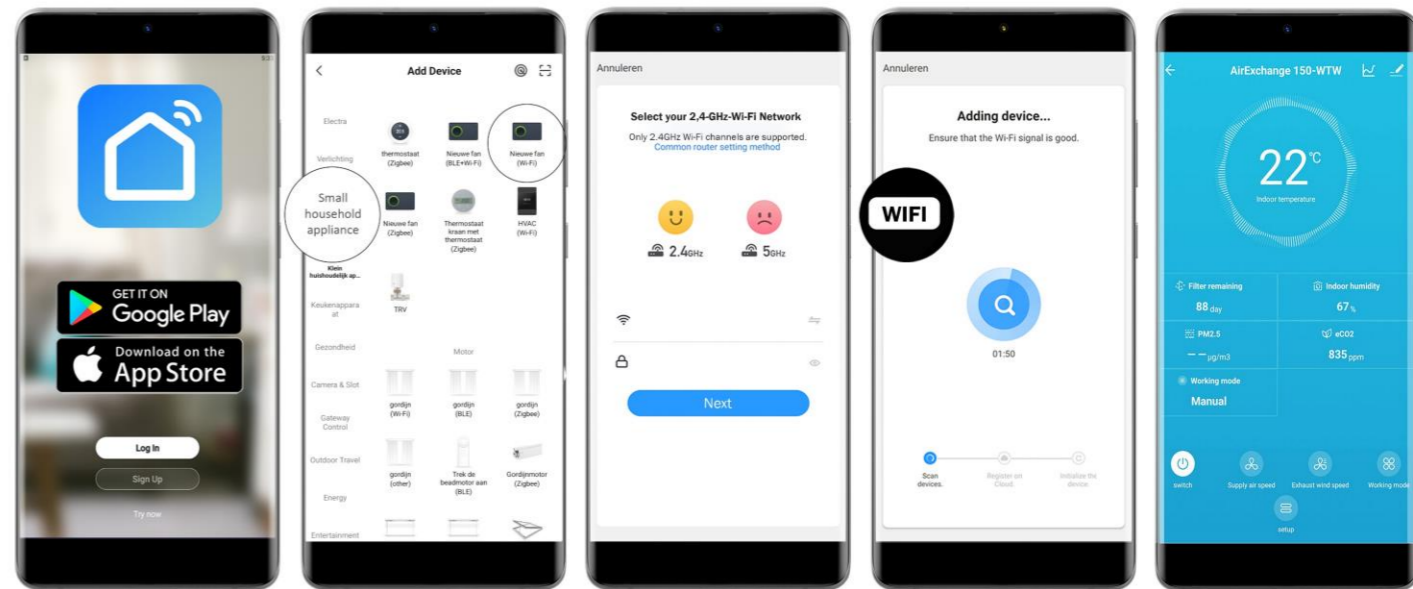 GET IT ON
Google Play
Download on the
App Store
Log In
Sign Up
Try now
Add Device
Electra
Verlichting
Small
household
appliance
Klein
huishoudelijk ap...
Keukenappara
at
Gezondheid
Camera & Slot
Gateway
Control
Outdoor Travel
Energy
Entertainment
thermostaat
(Zigbee)
Nieuwe fan
(BLE+Wi-Fi)
Nieuwe fan
(Wi-Fi)
Nieuwe fan
(Zigbee)
Thermostaat
kraan met
thermostaat
(Zigbee)
HVAC
(Wi-Fi)
TRV
Motor
gordijn
(Wi-Fi)
gordijn
(BLE)
gordijn
(Zigbee)
gordijn
(other)
Trek de
beadmotor aan
(BLE)
Gordijnmotor
(Zigbee)
Annuleren
Select your 2,4-GHz-Wi-Fi Network
Only 2.4GHz Wi-Fi channels are supported.
Common router setting method
2.4GHz
5GHz
Next
Annuleren
Adding device...
Ensure that the Wi-Fi signal is good.
WIFI
01:50
Scan
devices.
Register on
Cloud.
Initialize the
device.
AirExchange 150-WTW
22°C
Indoor temperature
Filter remaining
88 day
Indoor humidity
67 %
PM2.5
— — μg/m3
eCO2
835 ppm
Working mode
Manual
switch
Supply air speed
Exhaust wind speed
Working mode
setup